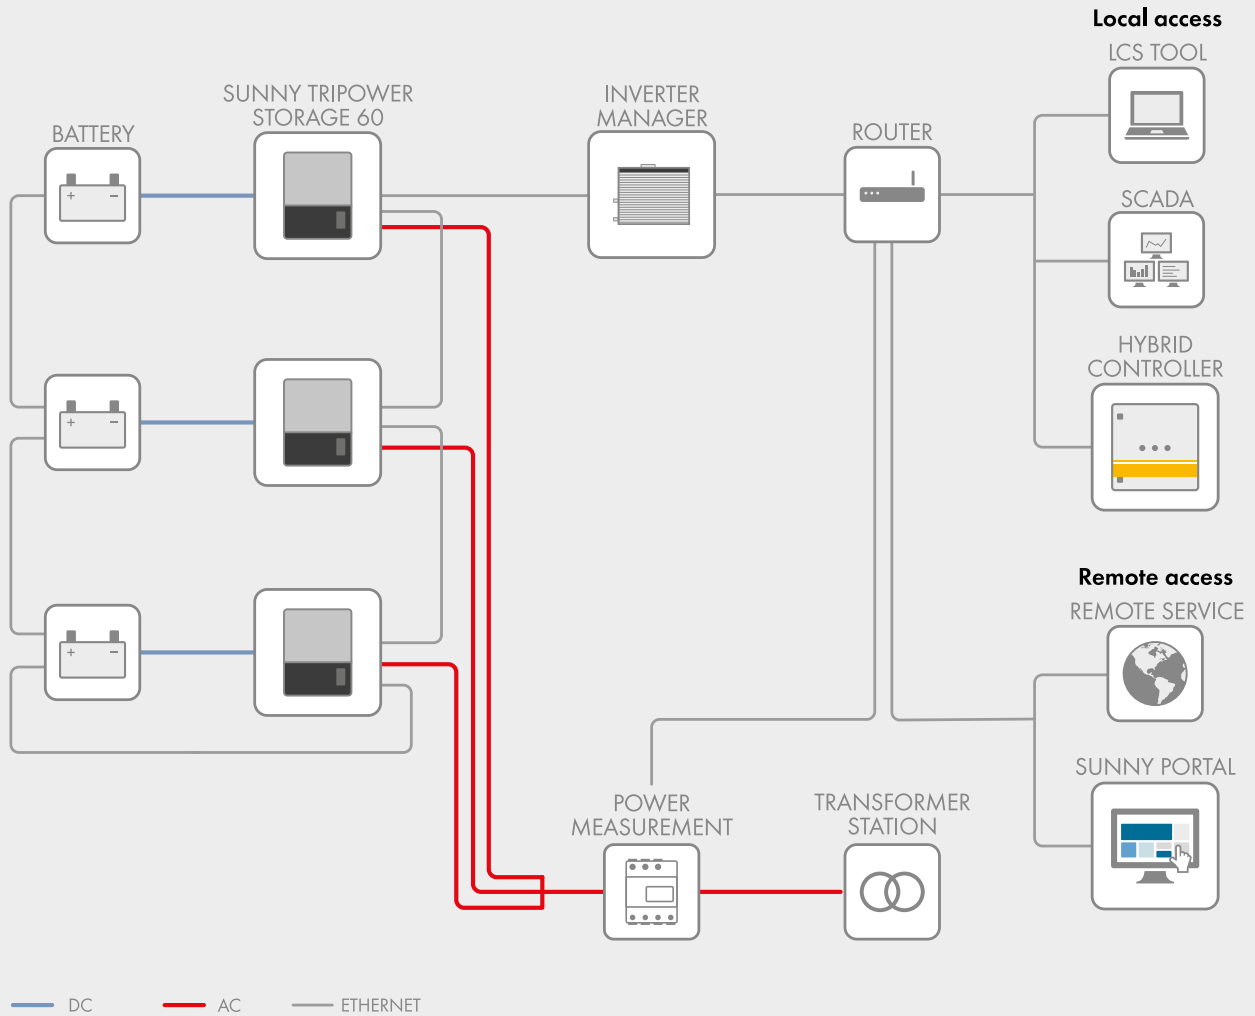 Local access
LCS TOOL
SUNNY TRIPOWER
STORAGE 60
INVERTER
MANAGER
BATTERY
ROUTER
SCADA
HYBRID
CONTROLLER
Remote access
REMOTE SERVICE
SUNNY PORTAL
POWER
MEASUREMENT
TRANSFORMER
STATION
DC
AC
ETHERNET